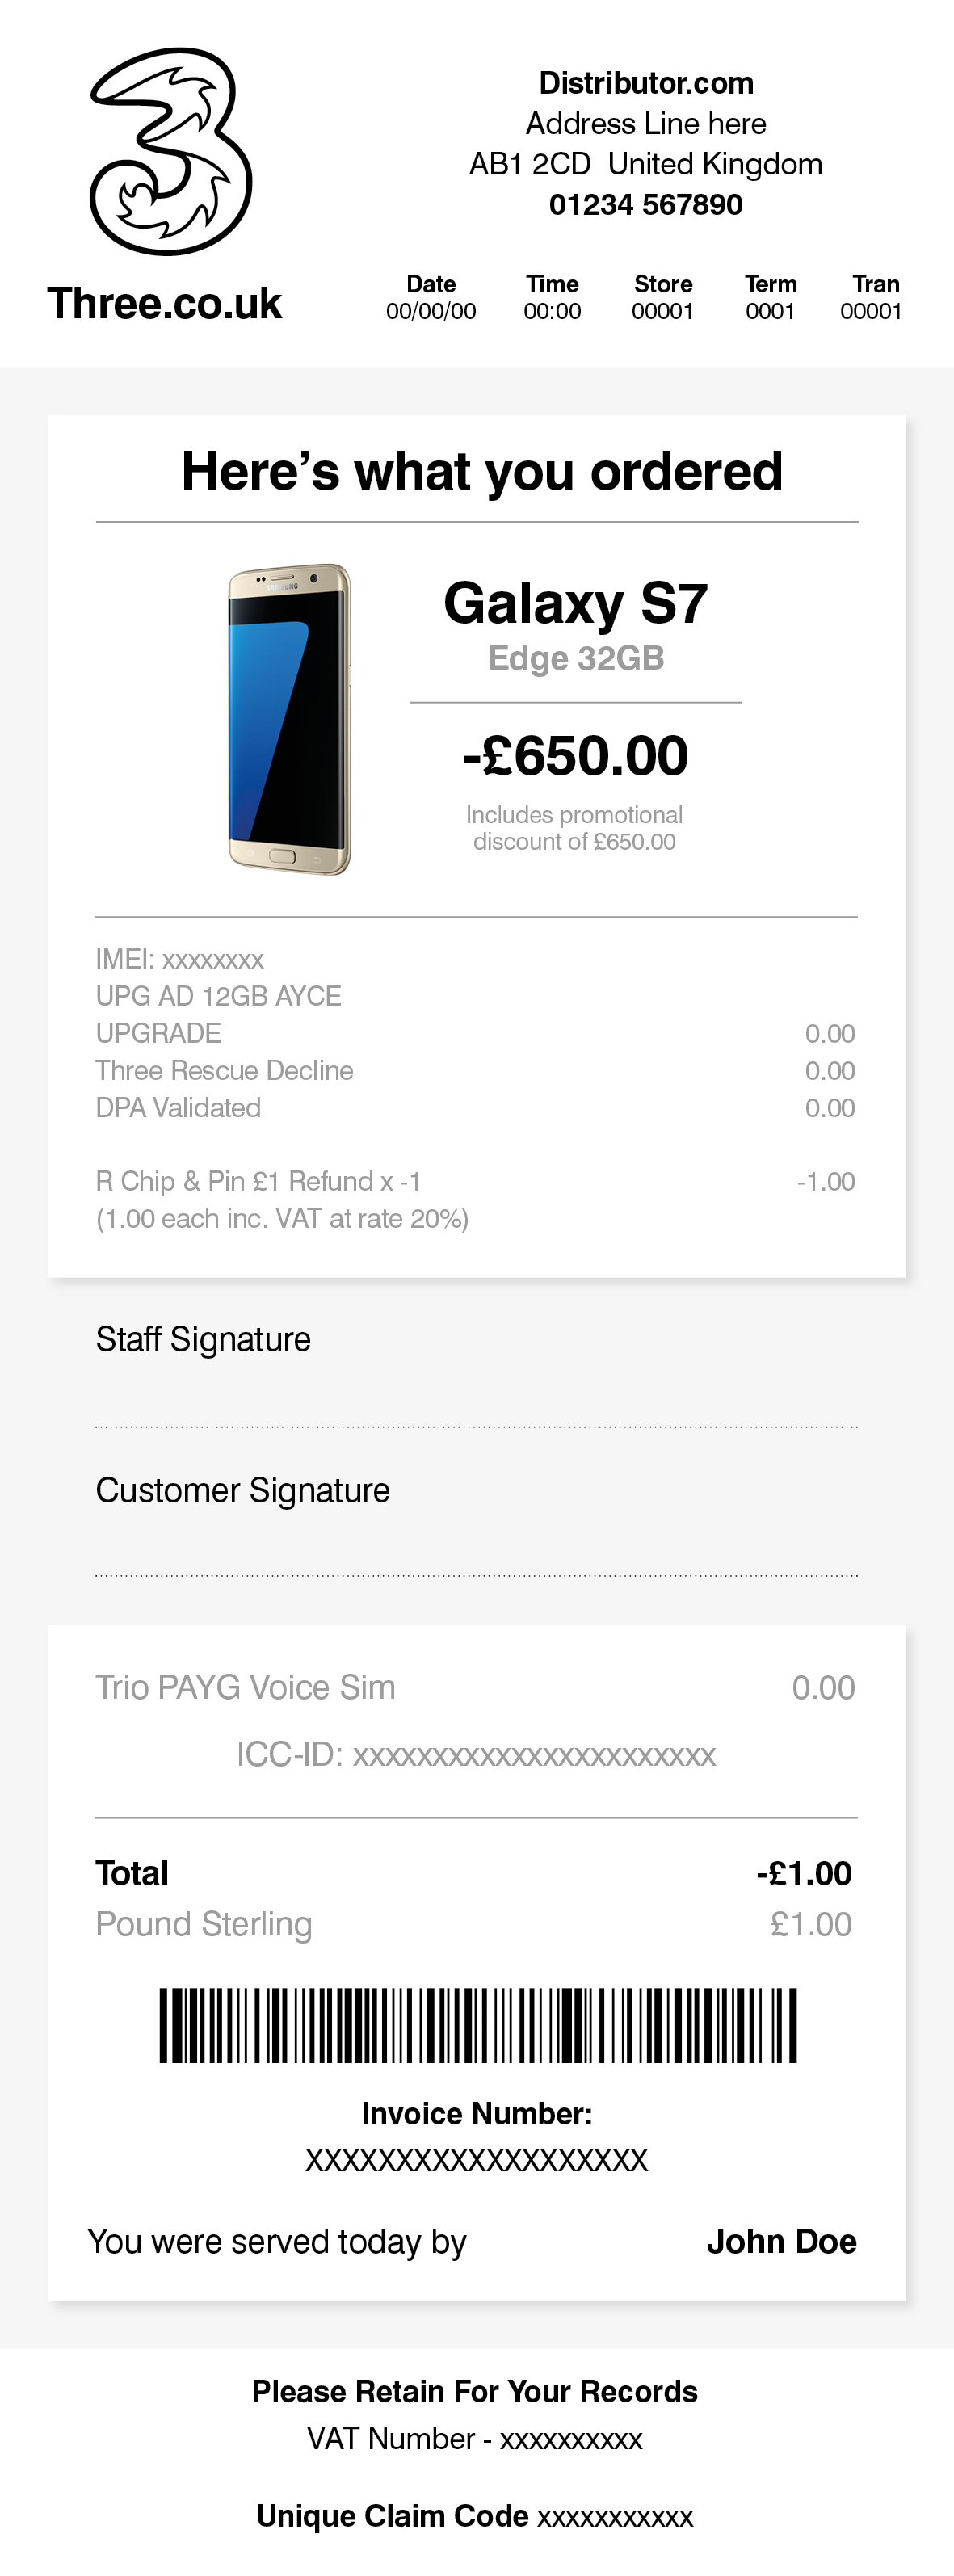 Distributor.com
Address Line here
AB1 2CD United Kingdom
01234 567890
Three.co.uk
Date Time Store Term Tran
00/00/00 00:00 00001 0001 00001
Here’s what you ordered
SAMSUNG
Galaxy S7
Edge 32GB
-£650.00
Includes promotional
discount of £650.00
IMEI: xxxxxxxx
UPG AD 12GB AYCE
UPGRADE 0.00
Three Rescue Decline 0.00
DPA Validated 0.00
R Chip & Pin £1 Refund x -1 -1.00
(1.00 each inc. VAT at rate 20%)
Staff Signature
Customer Signature
Trio PAYG Voice Sim 0.00
ICC-ID: xxxxxxxxxxxxxxxxxxxxxxx
Total -£1.00
Pound Sterling £1.00
Invoice Number:
XXXXXXXXXXXXXXXXXXX
You were served today by John Doe
Please Retain For Your Records
VAT Number - xxxxxxxxxx
Unique Claim Code xxxxxxxxxxx